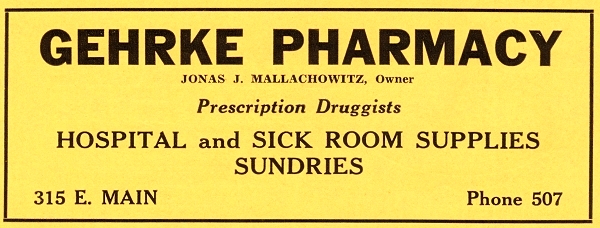 GEHRKE PHARMACY
JONAS J. MALLACHOWITZ, Owner
Prescription Druggists
HOSPITAL and SICK ROOM SUPPLIES
SUNDRIES
315 E. MAIN Phone 507